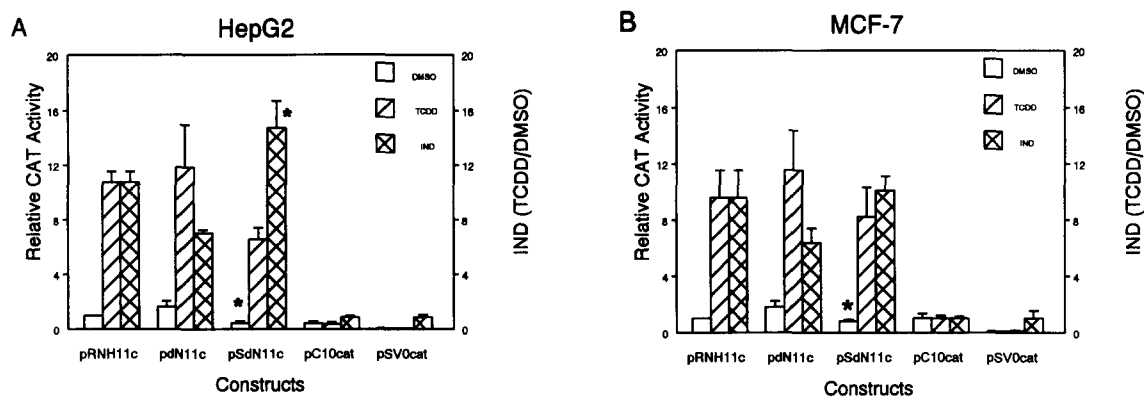 A
HepG2
Relative CAT Activity
20
16
12
8
4
0
DMSO
TCDD
IND
*
*
20
16
12
8
4
0
IND (TCDD/DMSO)
pRNH11c pdN11c pSdN11c pC10cat pSV0cat
Constructs
B
MCF-7
Relative CAT Activity
20
16
12
8
4
0
DMSO
TCDD
IND
*
20
16
12
8
4
0
IND (TCDD/DMSO)
pRNH11c pdN11c pSdN11c pC10cat pSV0cat
Constructs